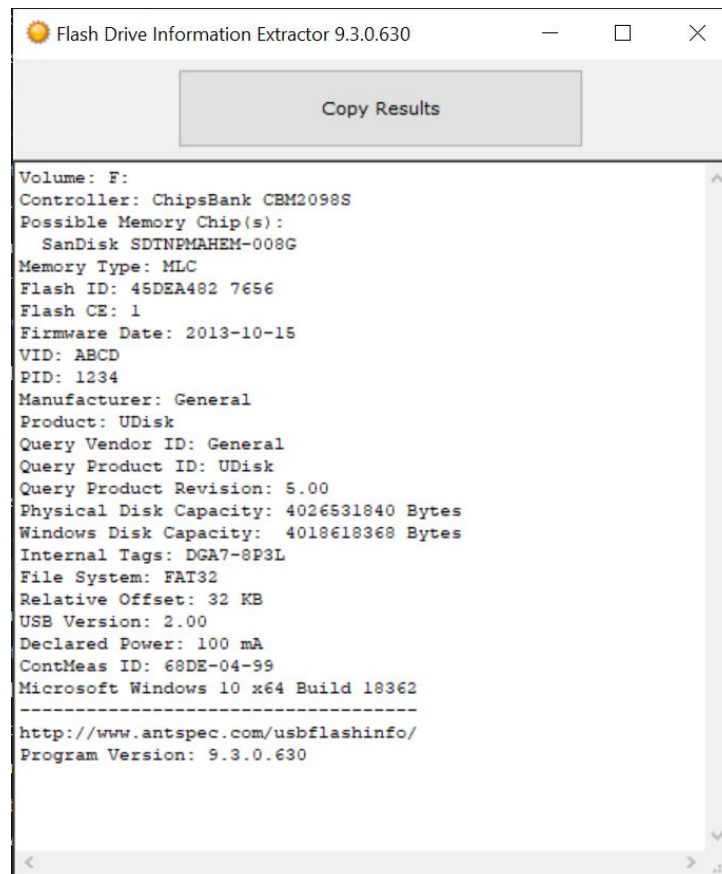 Flash Drive Information Extractor 9.3.0.630
Copy Results
Volume: F:
Controller: ChipsBank CBM2098S
Possible Memory Chip(s):
  SanDisk SDTNPMAHEM-008G
Memory Type: MLC
Flash ID: 45DEA482 7656
Flash CE: 1
Firmware Date: 2013-10-15
VID: ABCD
PID: 1234
Manufacturer: General
Product: UDisk
Query Vendor ID: General
Query Product ID: UDisk
Query Product Revision: 5.00
Physical Disk Capacity: 4026531840 Bytes
Windows Disk Capacity:  4018618368 Bytes
Internal Tags: DGA7-8P3L
File System: FAT32
Relative Offset: 32 KB
USB Version: 2.00
Declared Power: 100 mA
ContMeas ID: 68DE-04-99
Microsoft Windows 10 x64 Build 18362
------------------------------------
http://www.antspec.com/usbflashinfo/
Program Version: 9.3.0.630